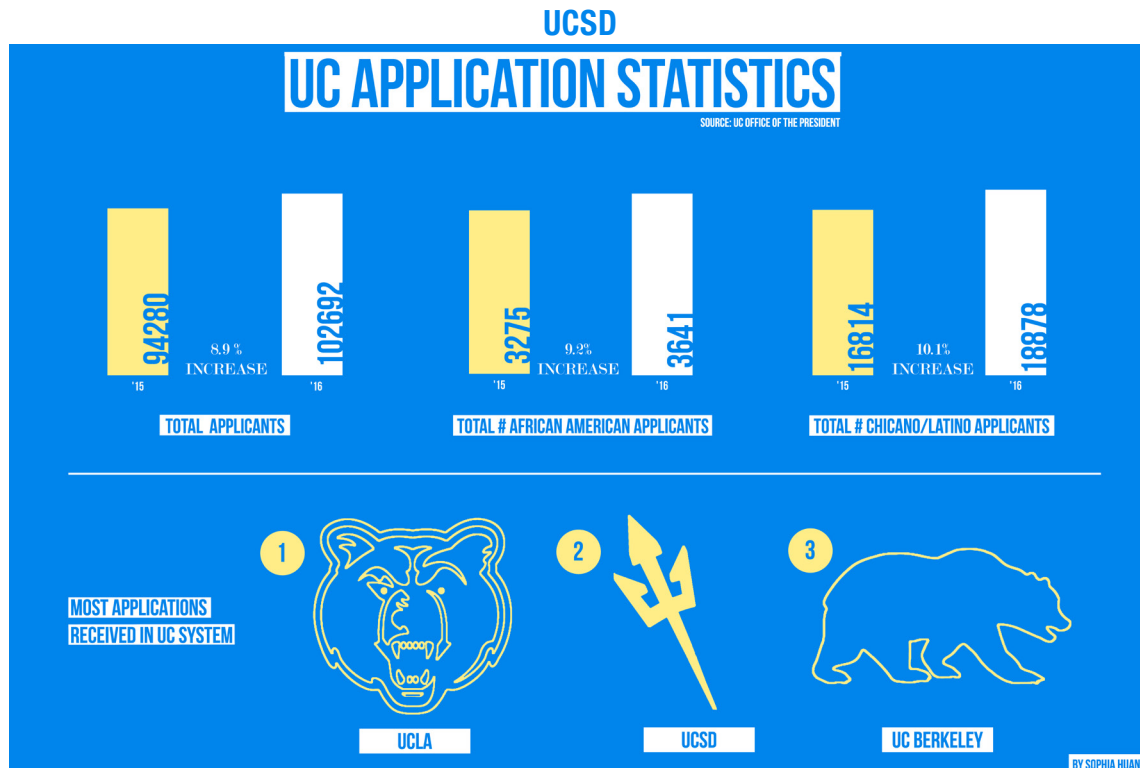 UCSD
UC APPLICATION STATISTICS
SOURCE: UC OFFICE OF THE PRESIDENT
94280
8.9 %
INCREASE
102692
'15
'16
TOTAL APPLICANTS
3275
9.2%
INCREASE
3641
'15
'16
TOTAL # AFRICAN AMERICAN APPLICANTS
16814
10.1%
INCREASE
18878
'15
'16
TOTAL # CHICANO/LATINO APPLICANTS
MOST APPLICATIONS
RECEIVED IN UC SYSTEM
1
UCLA
2
UCSD
3
UC BERKELEY
BY SOPHIA HUAN